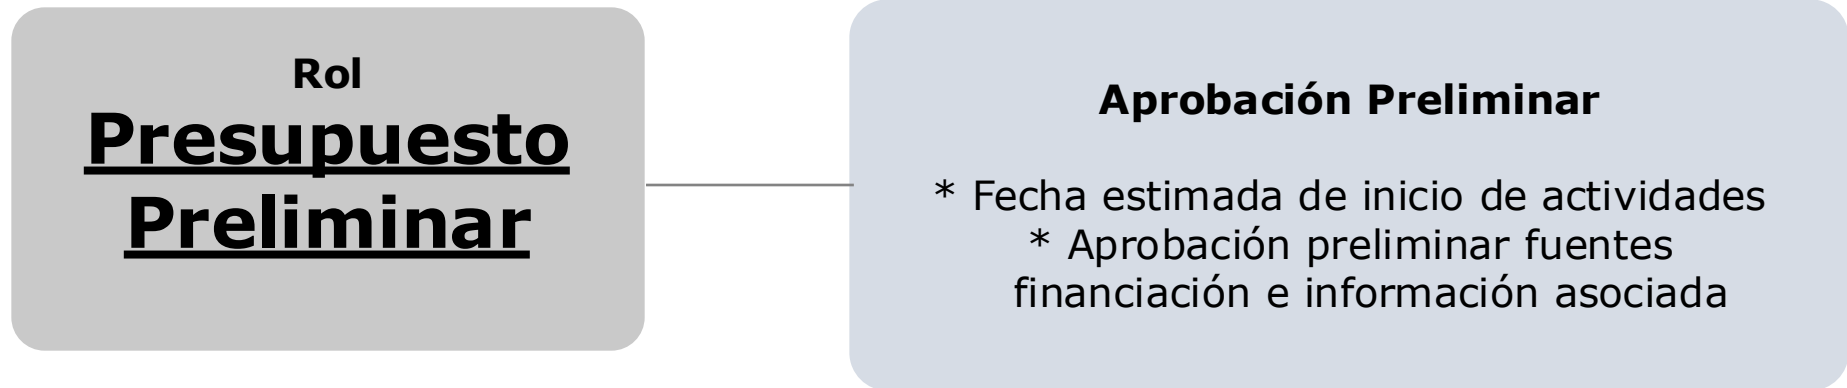 Rol
Presupuesto
Preliminar
Aprobación Preliminar
* Fecha estimada de inicio de actividades
* Aprobación preliminar fuentes
financiación e información asociada